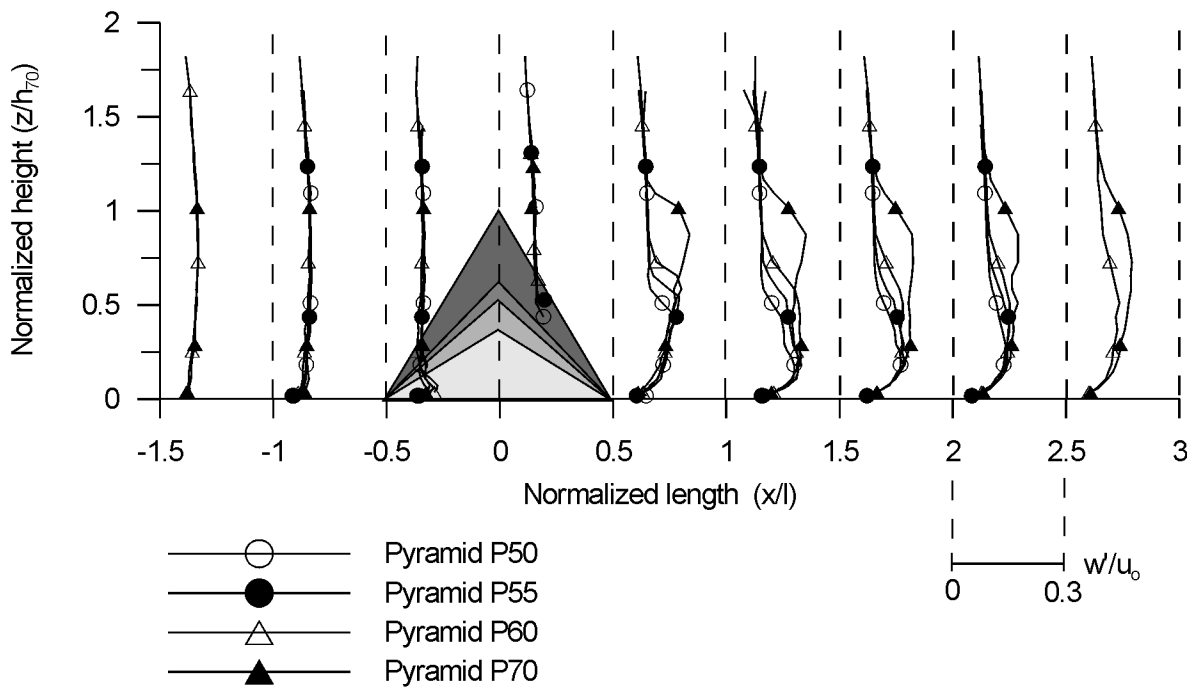 Normalized height (z/h70)
2
1.5
1
0.5
0
-1.5
-1
-0.5
0
0.5
1
1.5
2
2.5
3
Normalized length (x/l)
0
0.3
w'/uo
Pyramid P50
Pyramid P55
Pyramid P60
Pyramid P70